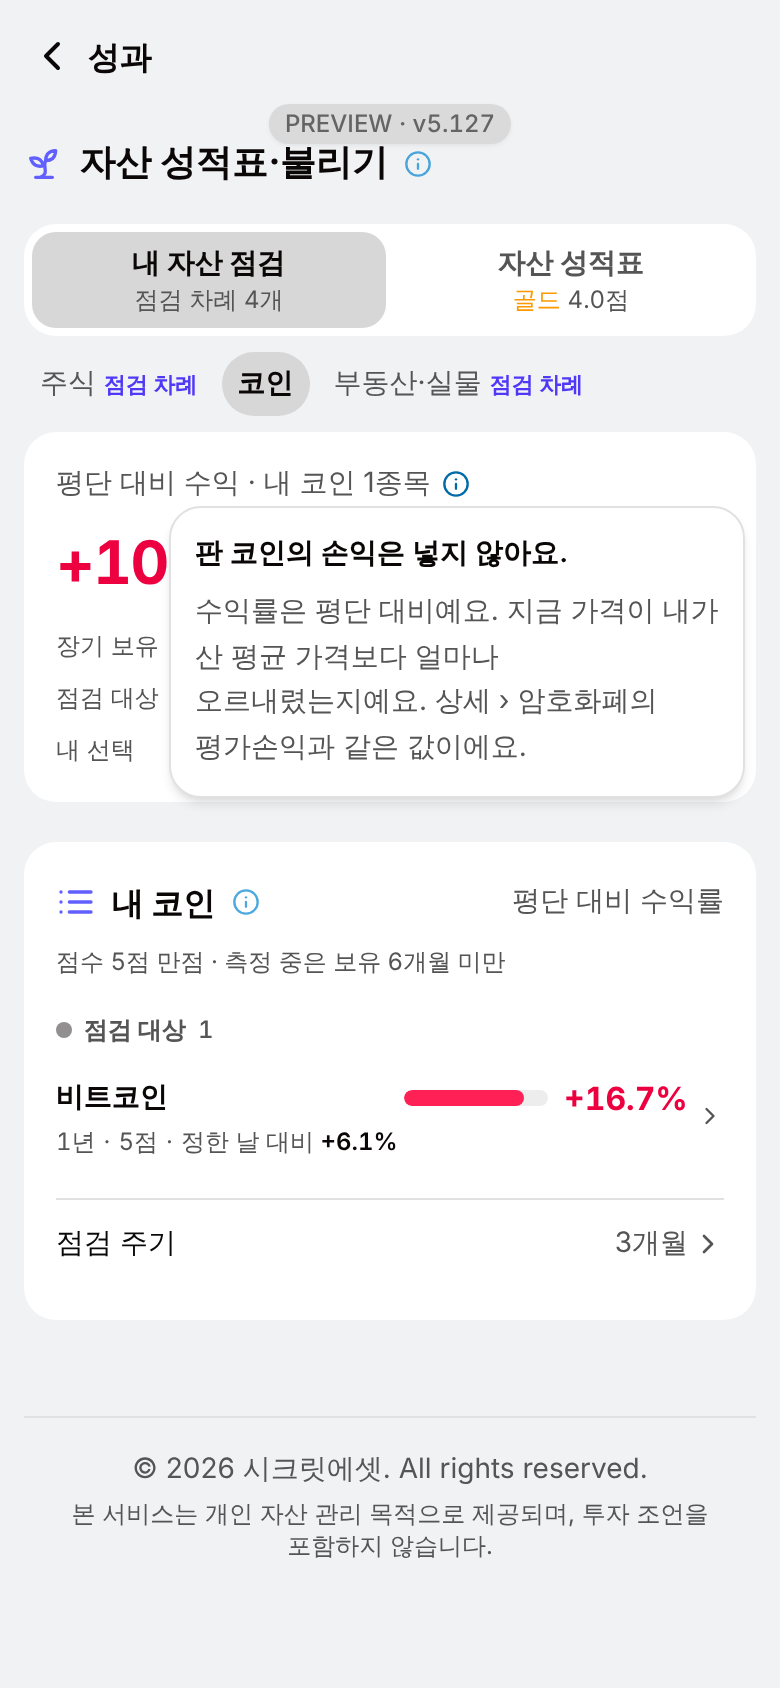 성과
PREVIEW · v5.127
자산 성적표·불리기
내 자산 점검
점검 차례 4개
자산 성적표
골드 4.0점
주식 점검 차례
코인
부동산·실물 점검 차례
평단 대비 수익 · 내 코인 1종목
+10
판 코인의 손익은 넣지 않아요.
수익률은 평단 대비예요. 지금 가격이 내가
산 평균 가격보다 얼마나
오르내렸는지예요. 상세 › 암호화폐의
평가손익과 같은 값이에요.
장기 보유
점검 대상
내 선택
내 코인
평단 대비 수익률
점수 5점 만점 · 측정 중은 보유 6개월 미만
점검 대상 1
비트코인
+16.7%
1년 · 5점 · 정한 날 대비 +6.1%
점검 주기
3개월
© 2026 시크릿에셋. All rights reserved.
본 서비스는 개인 자산 관리 목적으로 제공되며, 투자 조언을
포함하지 않습니다.